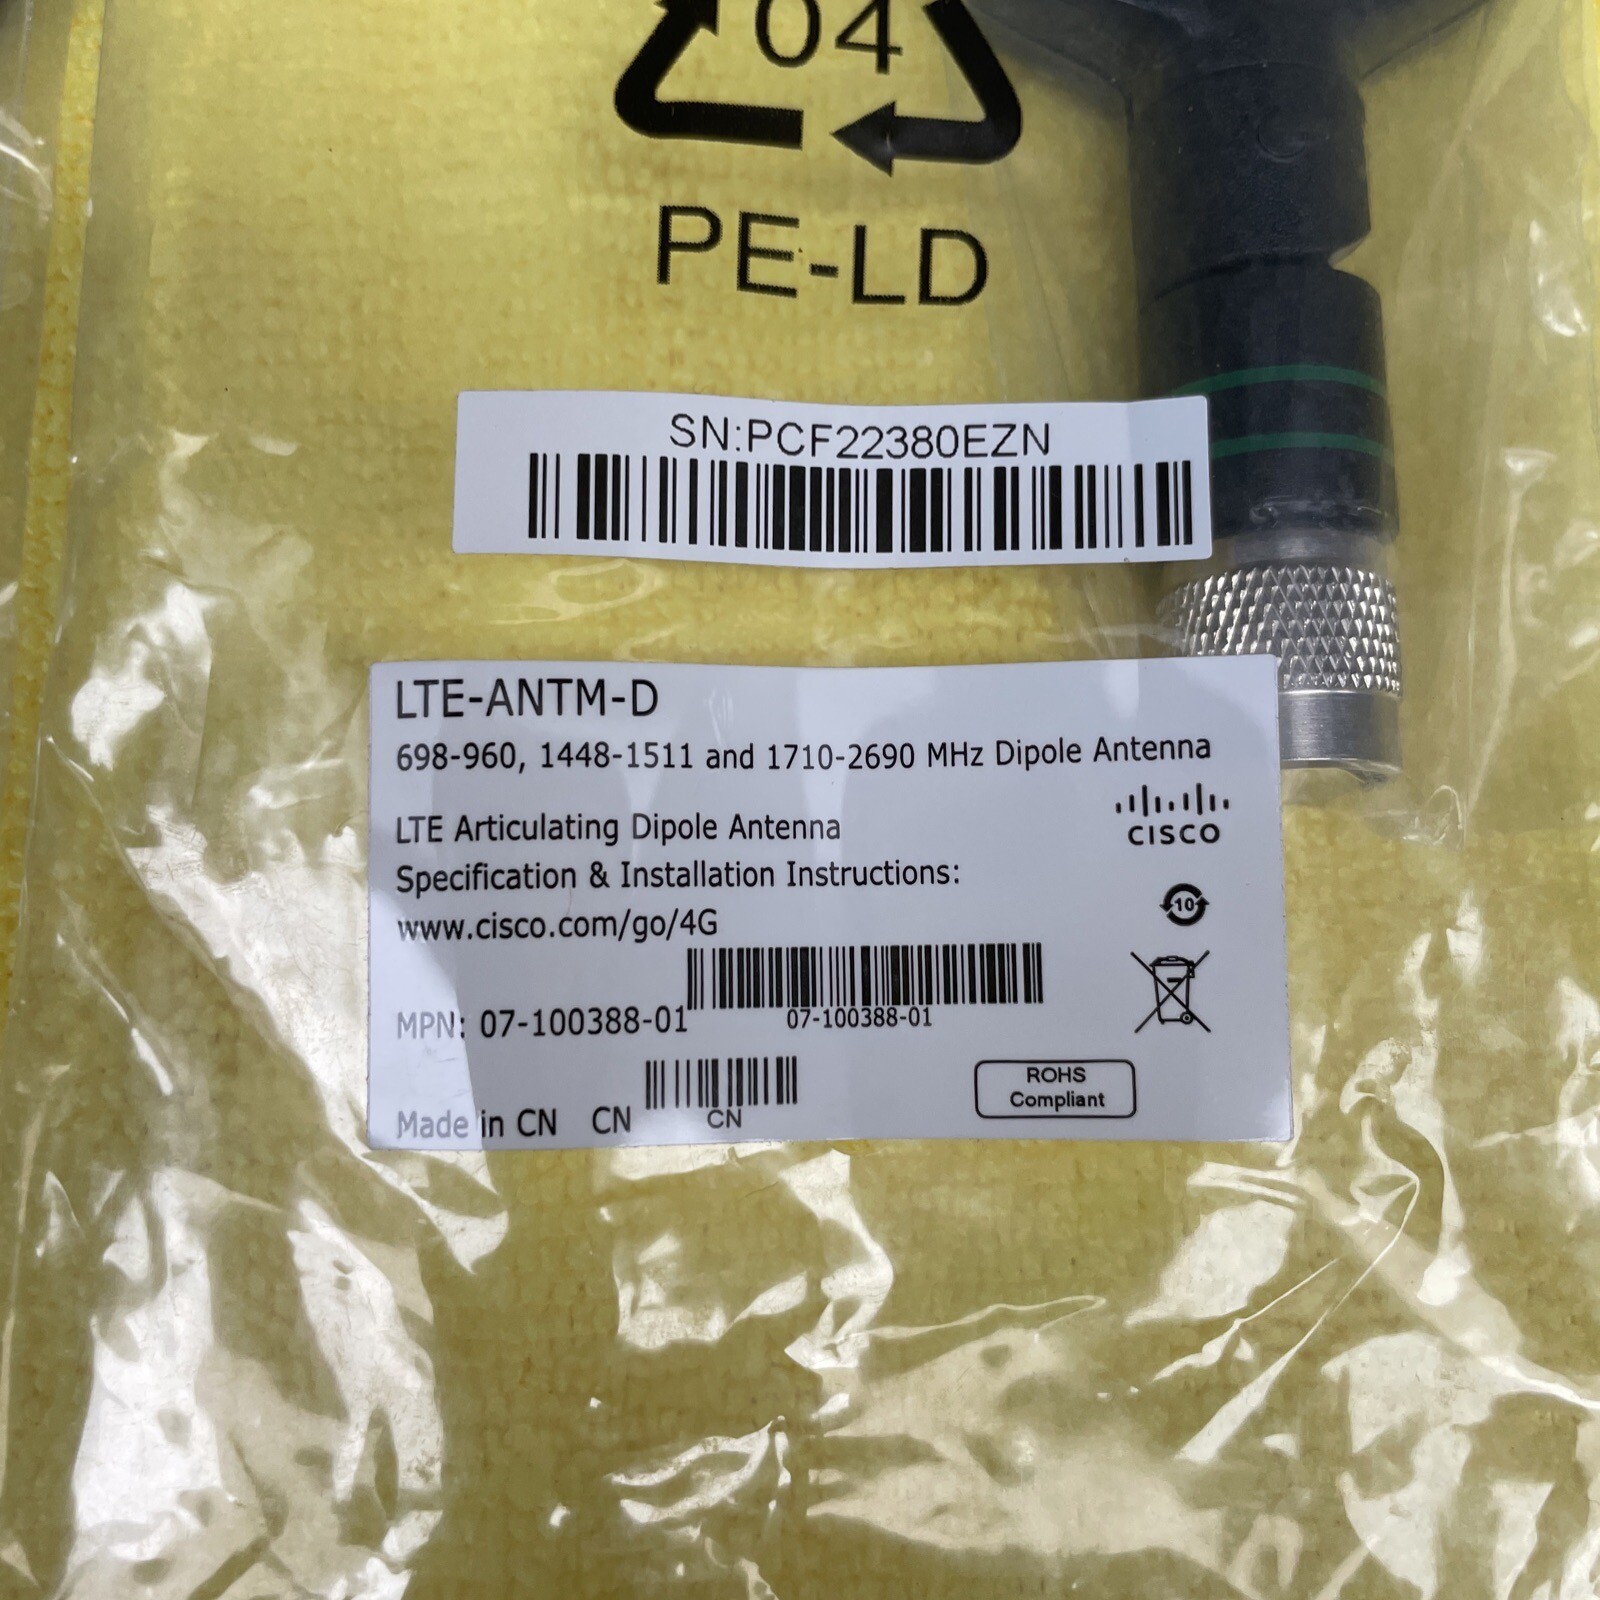 04
PE-LD
SN:PCF22380EZN
LTE-ANTM-D
698-960, 1448-1511 and 1710-2690 MHz Dipole Antenna
LTE Articulating Dipole Antenna
CISCO
Specification & Installation Instructions:
10
www.cisco.com/go/4G
MPN: 07-100388-01
07-100388-01
ROHS
Compliant
Made in CN CN
CN